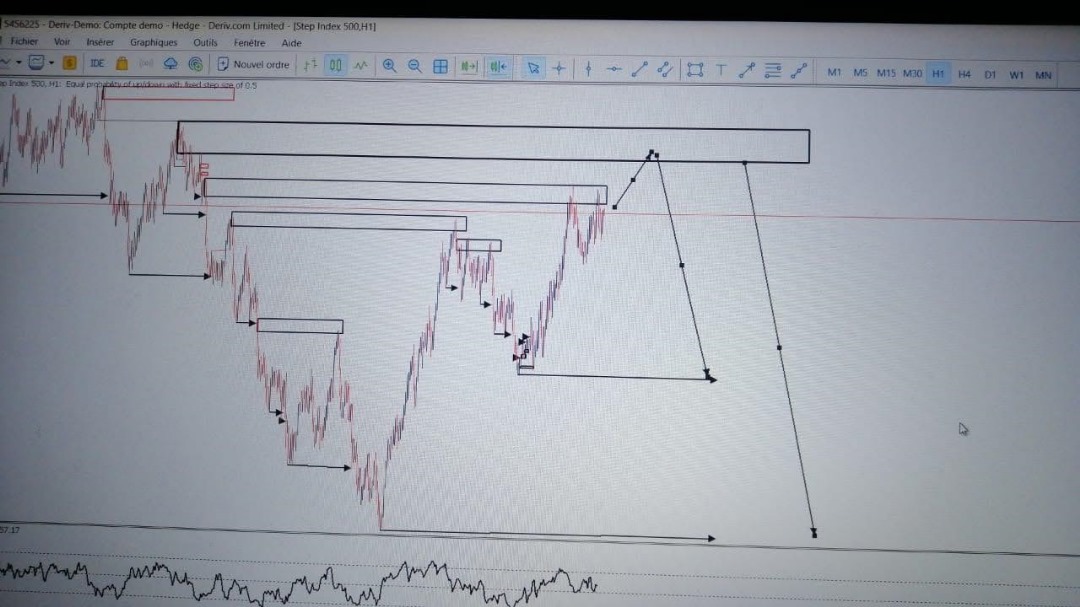 5456225 - Deriv-Demo: Compte demo - Hedge - Deriv.com Limited - [Step Index 500,H1]
Fichier Voir Insérer Graphiques Outils Fenêtre Aide
IDE Nouvel ordre M1 M5 M15 M30 H1 H4 D1 W1 MN
Index 500, H1: Equal probability of up/down with fixed step size of 0.5
57.17